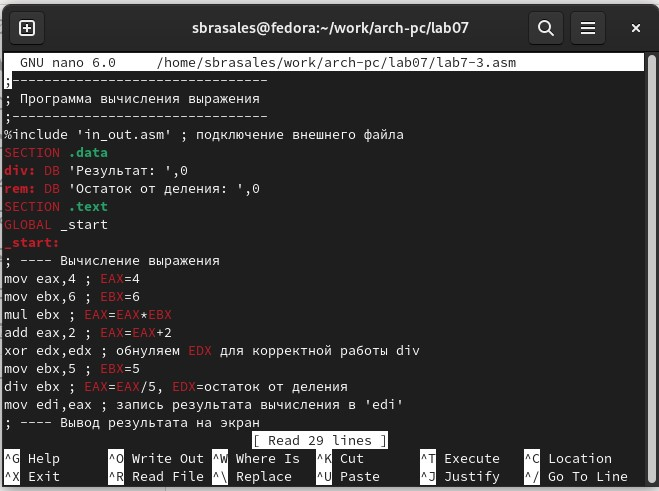 sbrasales@fedora:~/work/arch-pc/lab07
GNU nano 6.0 /home/sbrasales/work/arch-pc/lab07/lab7-3.asm
;--------------------------------
; Программа вычисления выражения
;--------------------------------
%include 'in_out.asm' ; подключение внешнего файла
SECTION .data
div: DB 'Результат: ',0
rem: DB 'Остаток от деления: ',0
SECTION .text
GLOBAL _start
_start:
; ---- Вычисление выражения
mov eax,4 ; EAX=4
mov ebx,6 ; EBX=6
mul ebx ; EAX=EAX*EBX
add eax,2 ; EAX=EAX+2
xor edx,edx ; обнуляем EDX для корректной работы div
mov ebx,5 ; EBX=5
div ebx ; EAX=EAX/5, EDX=остаток от деления
mov edi,eax ; запись результата вычисления в 'edi'
; ---- Вывод результата на экран
[ Read 29 lines ]
^G Help ^O Write Out ^W Where Is ^K Cut ^T Execute ^C Location
^X Exit ^R Read File ^\ Replace ^U Paste ^J Justify ^/ Go To Line